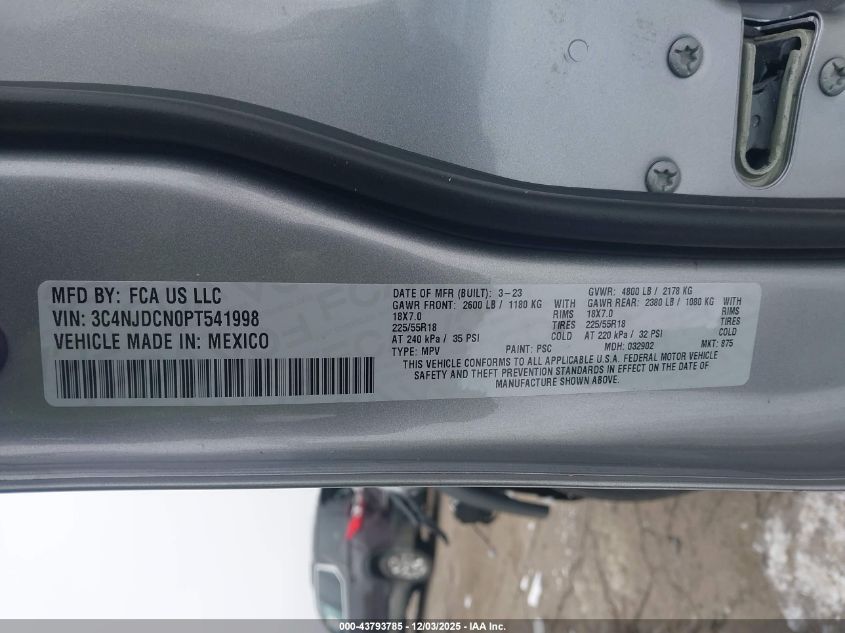 MFD BY: FCA US LLC
VIN: 3C4NJDCN0PT541998
VEHICLE MADE IN: MEXICO
DATE OF MFR (BUILT): 3-23 GVWR: 4800 LB / 2178 KG
GAWR FRONT: 2600 LB / 1180 KG GAWR REAR: 2380 LB / 1080 KG
18X7.0 RIMS 18X7.0 RIMS
225/55R18 TIRES 225/55R18 TIRES
AT 240 kPa / 35 PSI COLD AT 220 kPa / 32 PSI COLD
TYPE: MPV PAINT: PSC MDH: 032902 MKT: 875
THIS VEHICLE CONFORMS TO ALL APPLICABLE U.S.A. FEDERAL MOTOR VEHICLE
SAFETY AND THEFT PREVENTION STANDARDS IN EFFECT ON THE DATE OF
MANUFACTURE SHOWN ABOVE.
000-43793785 - 12/03/2025 - IAA Inc.